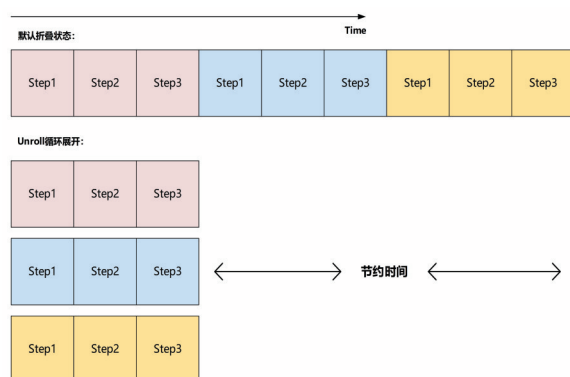 Time
默认折叠状态：
Step1 Step2 Step3 Step1 Step2 Step3 Step1 Step2 Step3
Unroll循环展开：
Step1 Step2 Step3
Step1 Step2 Step3 节约时间
Step1 Step2 Step3